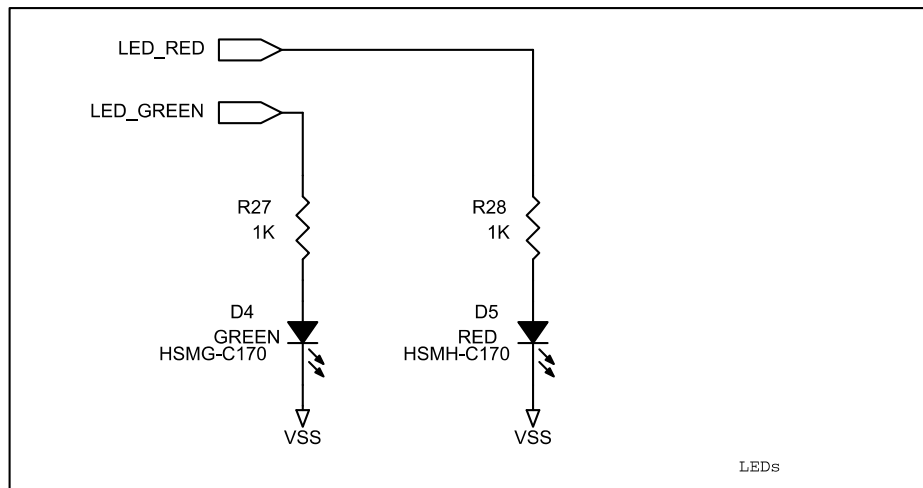 LED_RED
LED_GREEN
R27
1K
R28
1K
D4
GREEN
HSMG-C170
D5
RED
HSMH-C170
VSS
VSS
LEDs